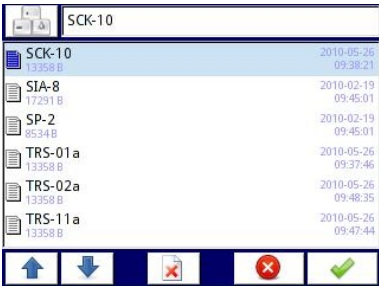 SCK-10
SCK-10 2010-05-26
13358 B 09:38:21
SIA-8 2010-02-19
17291 B 09:45:01
SP-2 2010-02-19
8534 B 09:45:01
TRS-01a 2010-05-26
13358 B 09:37:46
TRS-02a 2010-05-26
13358 B 09:48:35
TRS-11a 2010-05-26
13358 B 09:47:44